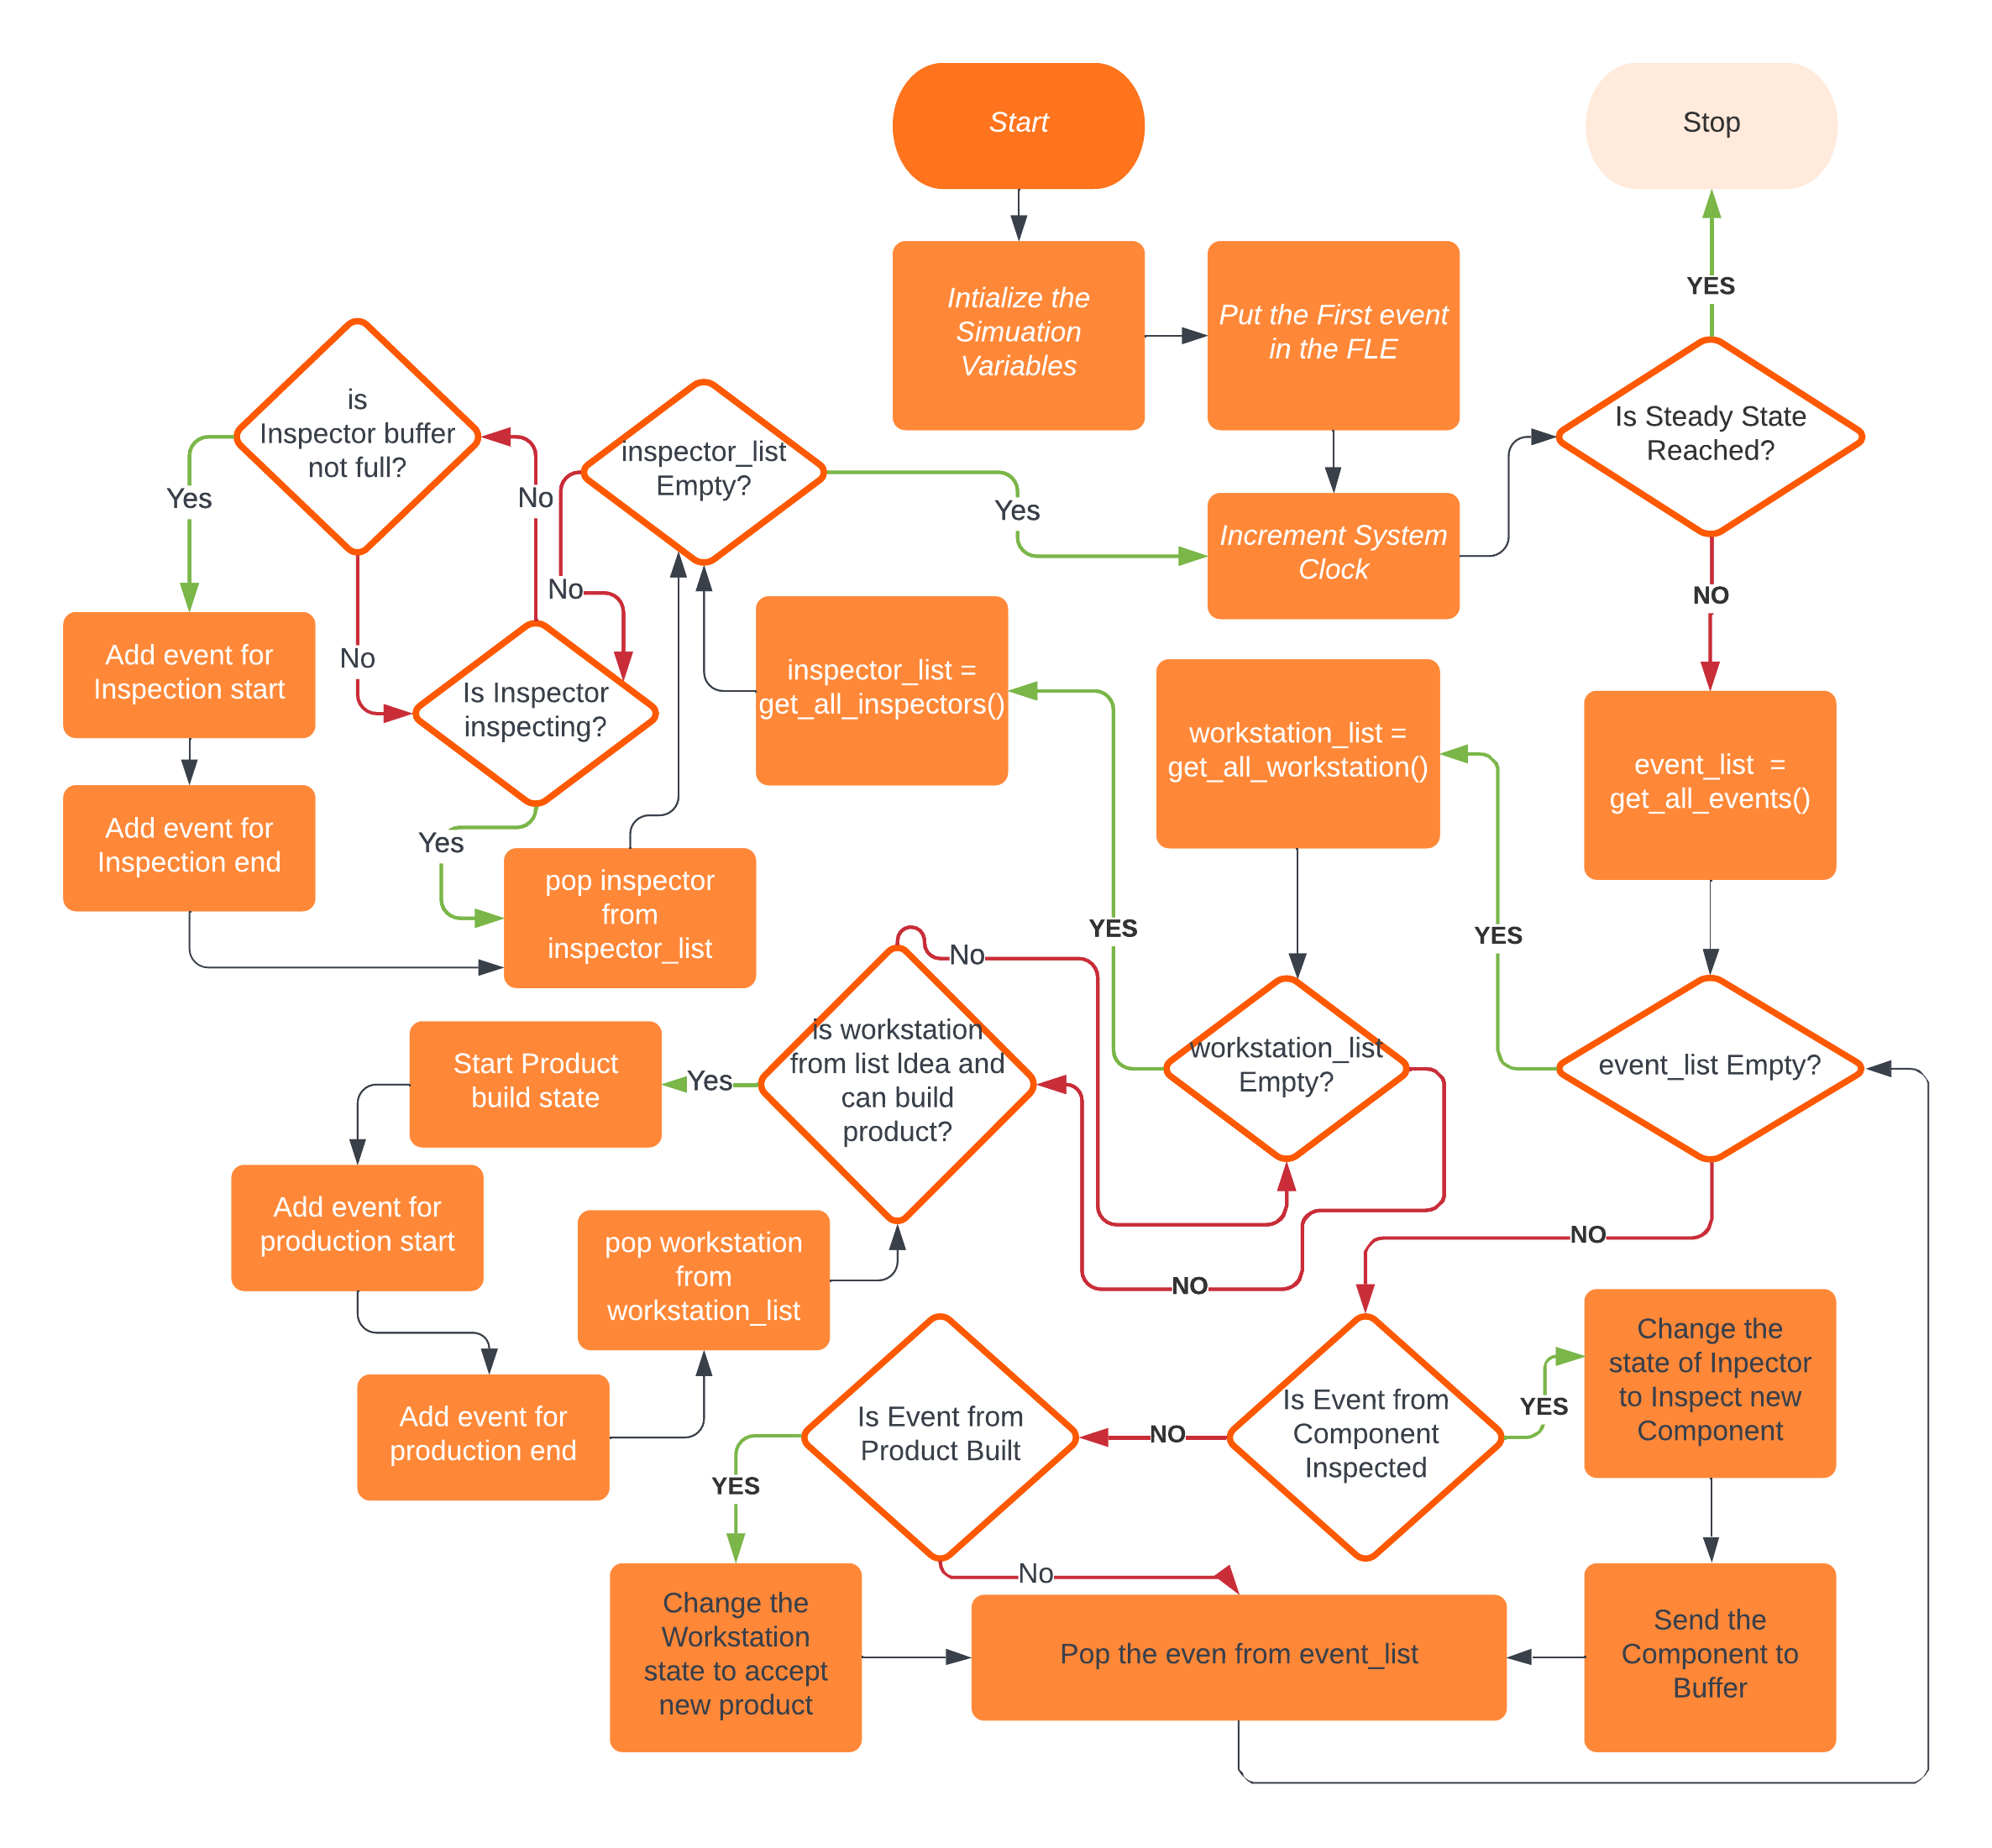 Start
Stop
Intialize the
Simuation
Variables
Put the First event
in the FLE
YES
is
Inspector buffer
not full?
inspector_list
Empty?
Is Steady State
Reached?
Yes
No
Yes
Increment System
Clock
No
NO
Add event for
Inspection start
No
Is Inspector
inspecting?
inspector_list =
get_all_inspectors()
workstation_list =
get_all_workstation()
event_list  =
get_all_events()
Add event for
Inspection end
Yes
pop inspector
from
inspector_list
YES
YES
No
is workstation
from list Idea and
can build
product?
workstation_list
Empty?
event_list Empty?
Start Product
build state
Yes
Add event for
production start
pop workstation
from
workstation_list
NO
NO
Add event for
production end
Is Event from
Product Built
NO
Is Event from
Component
Inspected
YES
Change the
state of Inpector
to Inspect new
Component
YES
No
Change the
Workstation
state to accept
new product
Pop the even from event_list
Send the
Component to
Buffer